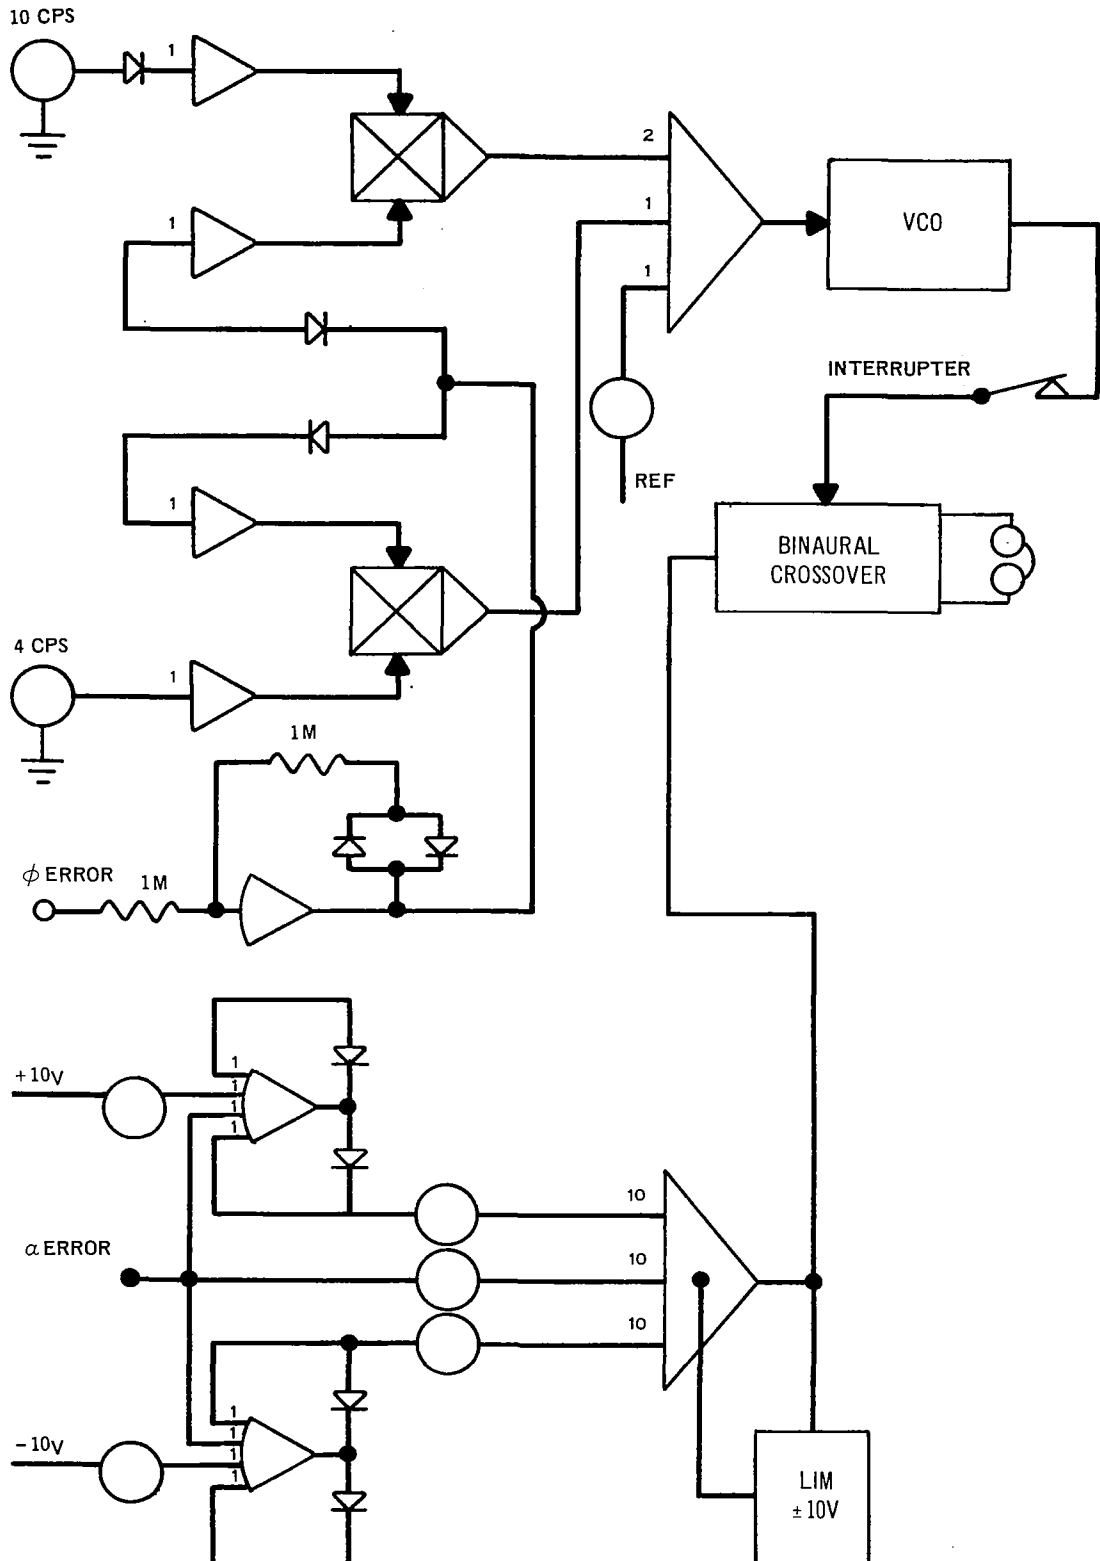 10 CPS
1
2
1
1
1
VCO
INTERRUPTER
REF
1
BINAURAL
CROSSOVER
4 CPS
1
1M
ϕ ERROR
1M
+10V
1
1
1
1
10
α ERROR
10
10
-10V
1
1
1
1
LIM
±10V